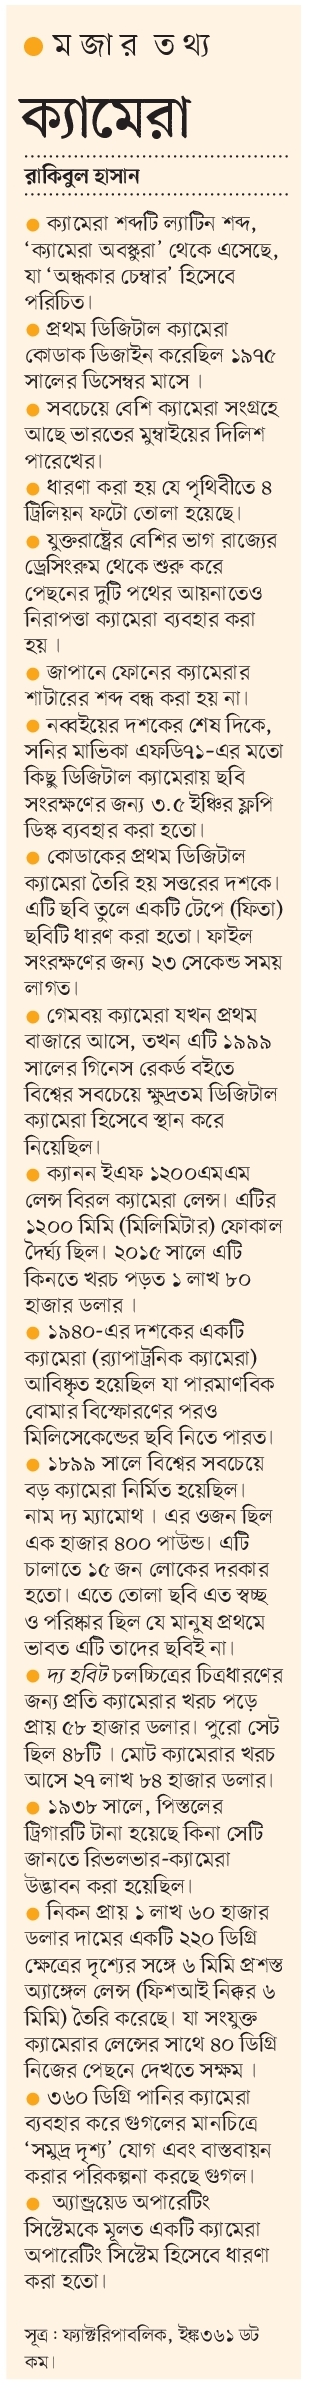 ● ম জা র ত থ্য
ক্যামেরা
রাকিবুল হাসান
● ক্যামেরা শব্দটি ল্যাটিন শব্দ,
‘ক্যামেরা অবস্কুরা’ থেকে এসেছে,
যা ‘অন্ধকার চেম্বার’ হিসেবে
পরিচিত।
● প্রথম ডিজিটাল ক্যামেরা
কোডাক ডিজাইন করেছিল ১৯৭৫
সালের ডিসেম্বর মাসে ।
● সবচেয়ে বেশি ক্যামেরা সংগ্রহে
আছে ভারতের মুম্বাইয়ের দিলিশ
পারেখের।
● ধারণা করা হয় যে পৃথিবীতে ৪
ট্রিলিয়ন ফটো তোলা হয়েছে।
● যুক্তরাষ্ট্রের বেশির ভাগ রাজ্যের
ড্রেসিংরুম থেকে শুরু করে
পেছনের দুটি পথের আয়নাতেও
নিরাপত্তা ক্যামেরা ব্যবহার করা
হয় ।
● জাপানে ফোনের ক্যামেরার
শাটারের শব্দ বন্ধ করা হয় না।
● নব্বইয়ের দশকের শেষ দিকে,
সনির মাভিকা এফডি৭১-এর মতো
কিছু ডিজিটাল ক্যামেরায় ছবি
সংরক্ষণের জন্য ৩.৫ ইঞ্চির ফ্লপি
ডিস্ক ব্যবহার করা হতো।
● কোডাকের প্রথম ডিজিটাল
ক্যামেরা তৈরি হয় সত্তরের দশকে।
এটি ছবি তুলে একটি টেপে (ফিতা)
ছবিটি ধারণ করা হতো। ফাইল
সংরক্ষণের জন্য ২৩ সেকেন্ড সময়
লাগত।
● গেমবয় ক্যামেরা যখন প্রথম
বাজারে আসে, তখন এটি ১৯৯৯
সালের গিনেস রেকর্ড বইতে
বিশ্বের সবচেয়ে ক্ষুদ্রতম ডিজিটাল
ক্যামেরা হিসেবে স্থান করে
নিয়েছিল।
● ক্যানন ইএফ ১২০০এমএম
লেন্স বিরল ক্যামেরা লেন্স। এটির
১২০০ মিমি (মিলিমিটার) ফোকাল
দৈর্ঘ্য ছিল। ২০১৫ সালে এটি
কিনতে খরচ পড়ত ১ লাখ ৮০
হাজার ডলার ।
● ১৯৪০-এর দশকের একটি
ক্যামেরা (র‍্যাপাট্রনিক ক্যামেরা)
আবিষ্কৃত হয়েছিল যা পারমাণবিক
বোমার বিস্ফোরণের পরও
মিলিসেকেন্ডের ছবি নিতে পারত।
● ১৮৯৯ সালে বিশ্বের সবচেয়ে
বড় ক্যামেরা নির্মিত হয়েছিল।
নাম দ্য ম্যামোথ । এর ওজন ছিল
এক হাজার ৪০০ পাউন্ড। এটি
চালাতে ১৫ জন লোকের দরকার
হতো। এতে তোলা ছবি এত স্বচ্ছ
ও পরিষ্কার ছিল যে মানুষ প্রথমে
ভাবত এটি তাদের ছবিই না।
● দ্য হবিট চলচ্চিত্রের চিত্রধারণের
জন্য প্রতি ক্যামেরার খরচ পড়ে
প্রায় ৫৮ হাজার ডলার। পুরো সেট
ছিল ৪৮টি । মোট ক্যামেরার খরচ
আসে ২৭ লাখ ৮৪ হাজার ডলার।
● ১৯৩৮ সালে, পিস্তলের
ট্রিগারটি টানা হয়েছে কিনা সেটি
জানতে রিভলভার-ক্যামেরা
উদ্ভাবন করা হয়েছিল।
● নিকন প্রায় ১ লাখ ৬০ হাজার
ডলার দামের একটি ২২০ ডিগ্রি
ক্ষেত্রের দৃশ্যের সঙ্গে ৬ মিমি প্রশস্ত
অ্যাঙ্গেল লেন্স (ফিশআই নিক্কর ৬
মিমি) তৈরি করেছে। যা সংযুক্ত
ক্যামেরার লেন্সের সাথে ৪০ ডিগ্রি
নিজের পেছনে দেখতে সক্ষম ।
● ৩৬০ ডিগ্রি পানির ক্যামেরা
ব্যবহার করে গুগলের মানচিত্রে
‘সমুদ্র দৃশ্য’ যোগ এবং বাস্তবায়ন
করার পরিকল্পনা করছে গুগল।
● অ্যান্ড্রয়েড অপারেটিং
সিস্টেমকে মূলত একটি ক্যামেরা
অপারেটিং সিস্টেম হিসেবে ধারণা
করা হতো।
সূত্র : ফ্যাক্টরিপাবলিক, ইঙ্ক৩৬১ ডট
কম।